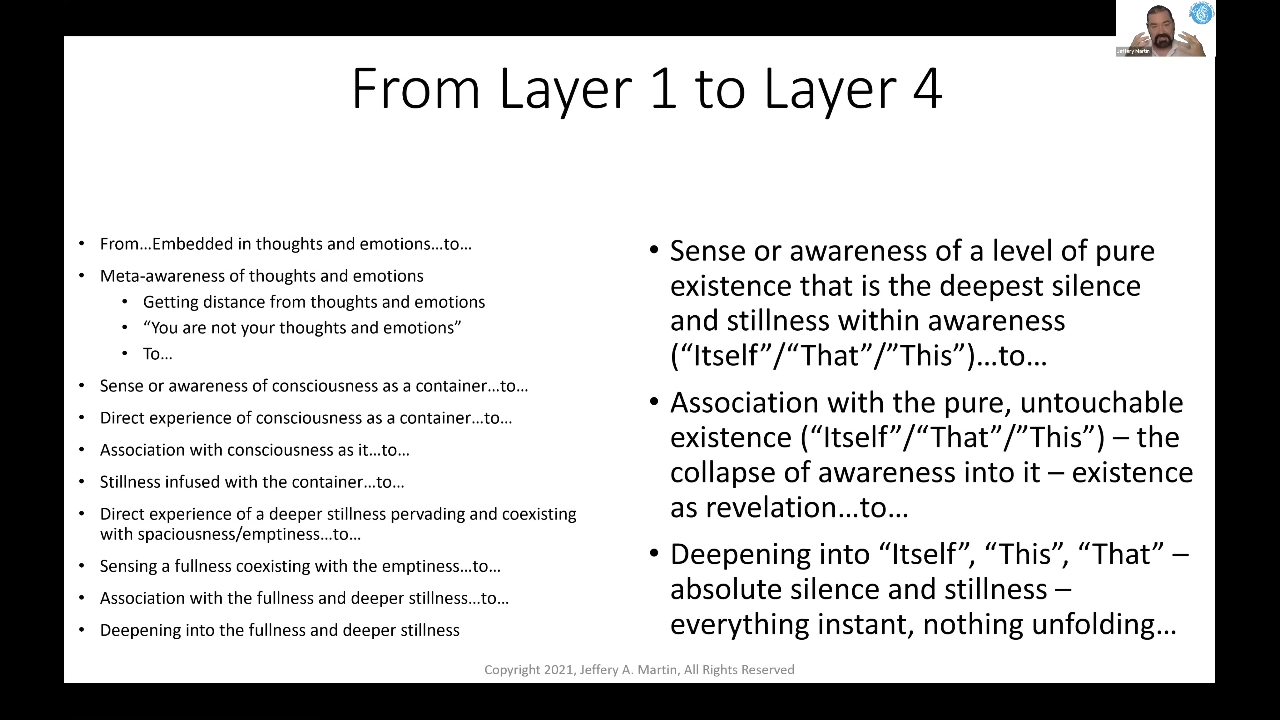 Jeffery Martin
From Layer 1 to Layer 4
• From…Embedded in thoughts and emotions…to…
• Meta-awareness of thoughts and emotions
• Getting distance from thoughts and emotions
• “You are not your thoughts and emotions”
• To…
• Sense or awareness of consciousness as a container…to…
• Direct experience of consciousness as a container…to…
• Association with consciousness as it…to…
• Stillness infused with the container…to…
• Direct experience of a deeper stillness pervading and coexisting
with spaciousness/emptiness…to…
• Sensing a fullness coexisting with the emptiness…to…
• Association with the fullness and deeper stillness…to…
• Deepening into the fullness and deeper stillness
• Sense or awareness of a level of pure
existence that is the deepest silence
and stillness within awareness
(“Itself”/“That”/”This”)…to…
• Association with the pure, untouchable
existence (“Itself”/“That”/”This”) – the
collapse of awareness into it – existence
as revelation…to…
• Deepening into “Itself”, “This”, “That” –
absolute silence and stillness –
everything instant, nothing unfolding…
Copyright 2021, Jeffery A. Martin, All Rights Reserved